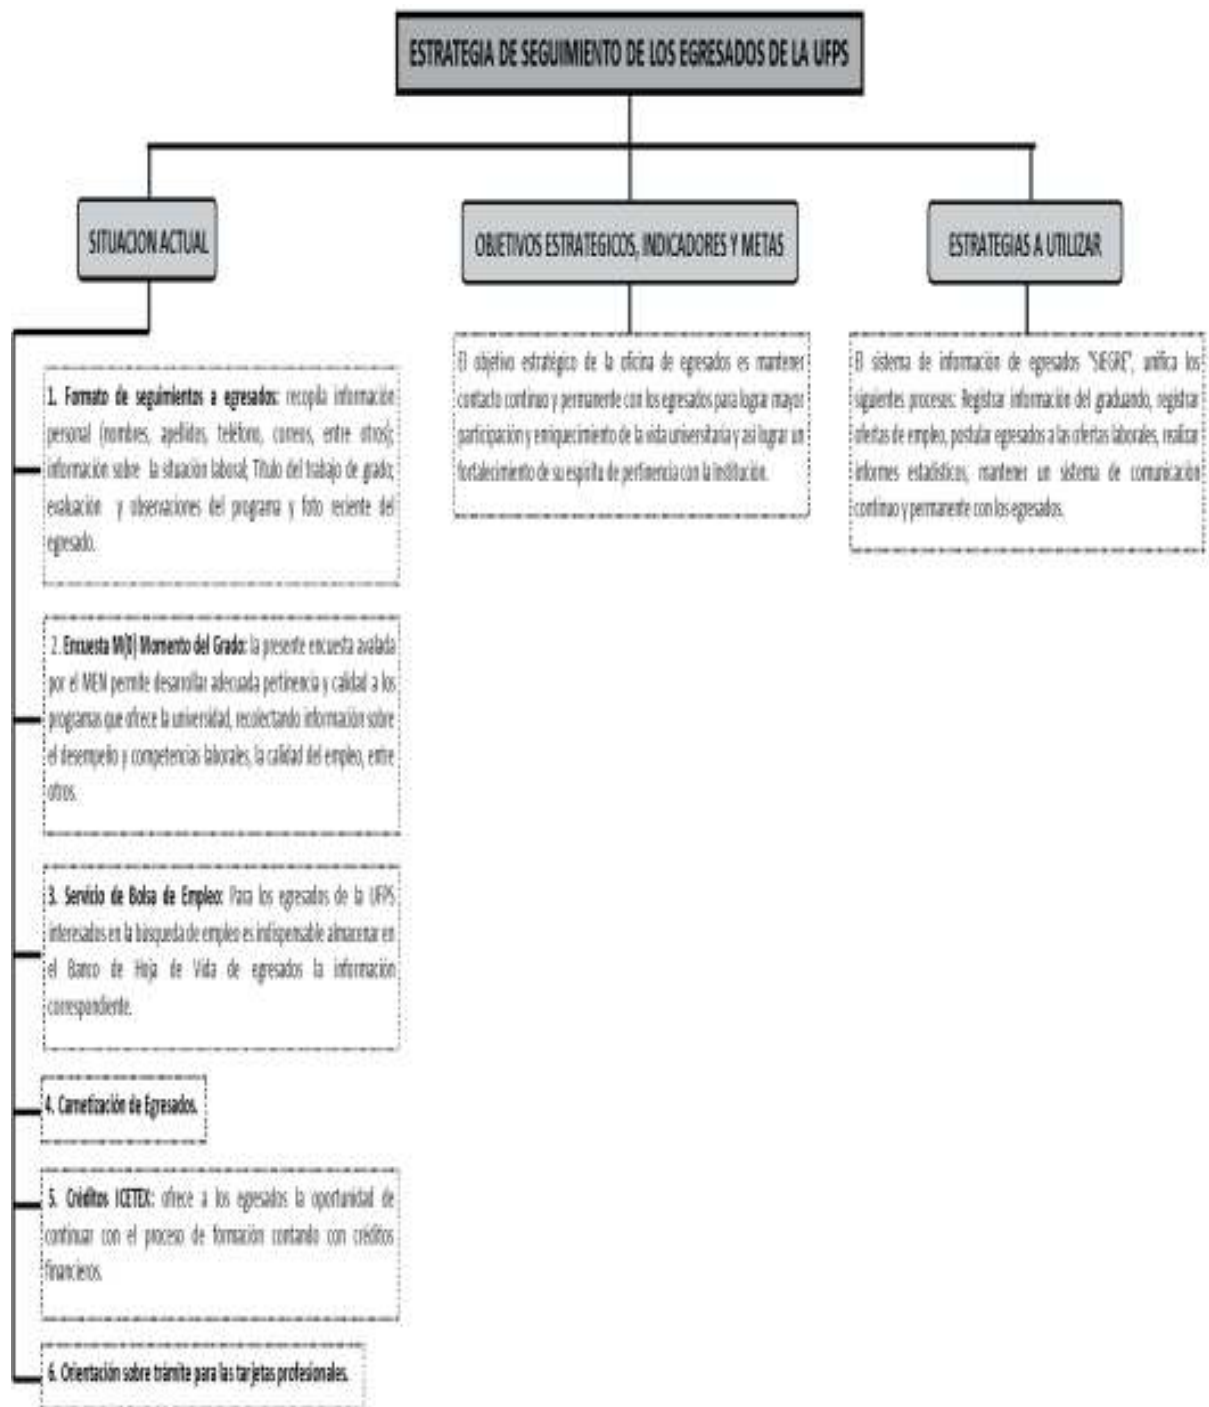 ESTRATEGIA DE SEGUIMIENTO DE LOS EGRESADOS DE LA UFPS
SITUACION ACTUAL
OBJETIVOS ESTRATEGICOS, INDICADORES Y METAS
ESTRATEGIAS A UTILIZAR
1. Formato de seguimientos a egresados: recopila información
personal (nombres, apellidos, teléfono, correos, entre otros);
información sobre la situación laboral; Título del trabajo de grado;
evaluación y observaciones del programa y foto reciente del
egresado.
2. Encuesta M(0) Momento del Grado: la presente encuesta avalada
por el MEN permite desarrollar adecuada pertinencia y calidad a los
programas que ofrece la universidad, recolectando información sobre
el desempeño y competencias laborales, la calidad del empleo, entre
otros.
3. Servicio de Bolsa de Empleo: Para los egresados de la UFPS
interesados en la búsqueda de empleo es indispensable almacenar en
el Banco de Hoja de Vida de egresados la información
correspondiente.
4. Carnetización de Egresados.
5. Créditos ICETEX: ofrece a los egresados la oportunidad de
continuar con el proceso de formación contando con créditos
financieros.
6. Orientación sobre trámite para las tarjetas profesionales.
El objetivo estratégico de la oficina de egresados es mantener
contacto continuo y permanente con los egresados para lograr mayor
participación y enriquecimiento de la vida universitaria y así lograr un
fortalecimiento de su espíritu de pertinencia con la institución.
El sistema de información de egresados "SIEGRE", unifica los
siguientes procesos: Registrar información del graduando, registrar
ofertas de empleo, postular egresados a las ofertas laborales, realizar
informes estadísticos, mantener un sistema de comunicación
continuo y permanente con los egresados.